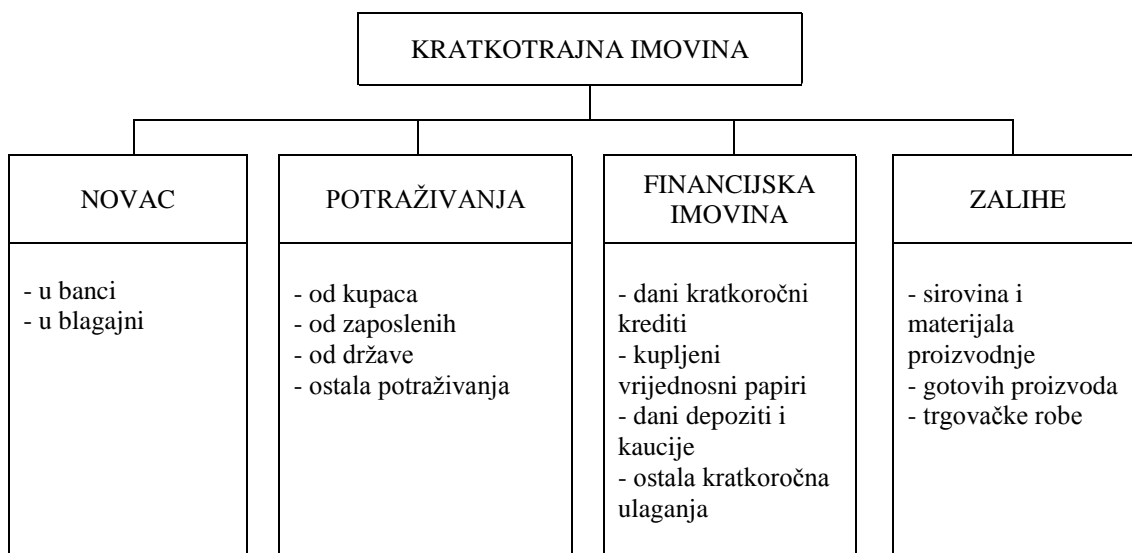 KRATKOTRAJNA IMOVINA
NOVAC
- u banci
- u blagajni
POTRAŽIVANJA
- od kupaca
- od zaposlenih
- od države
- ostala potraživanja
FINANCIJSKA
IMOVINA
- dani kratkoročni
krediti
- kupljeni
vrijednosni papiri
- dani depoziti i
kaucije
- ostala kratkoročna
ulaganja
ZALIHE
- sirovina i
materijala
proizvodnje
- gotovih proizvoda
- trgovačke robe